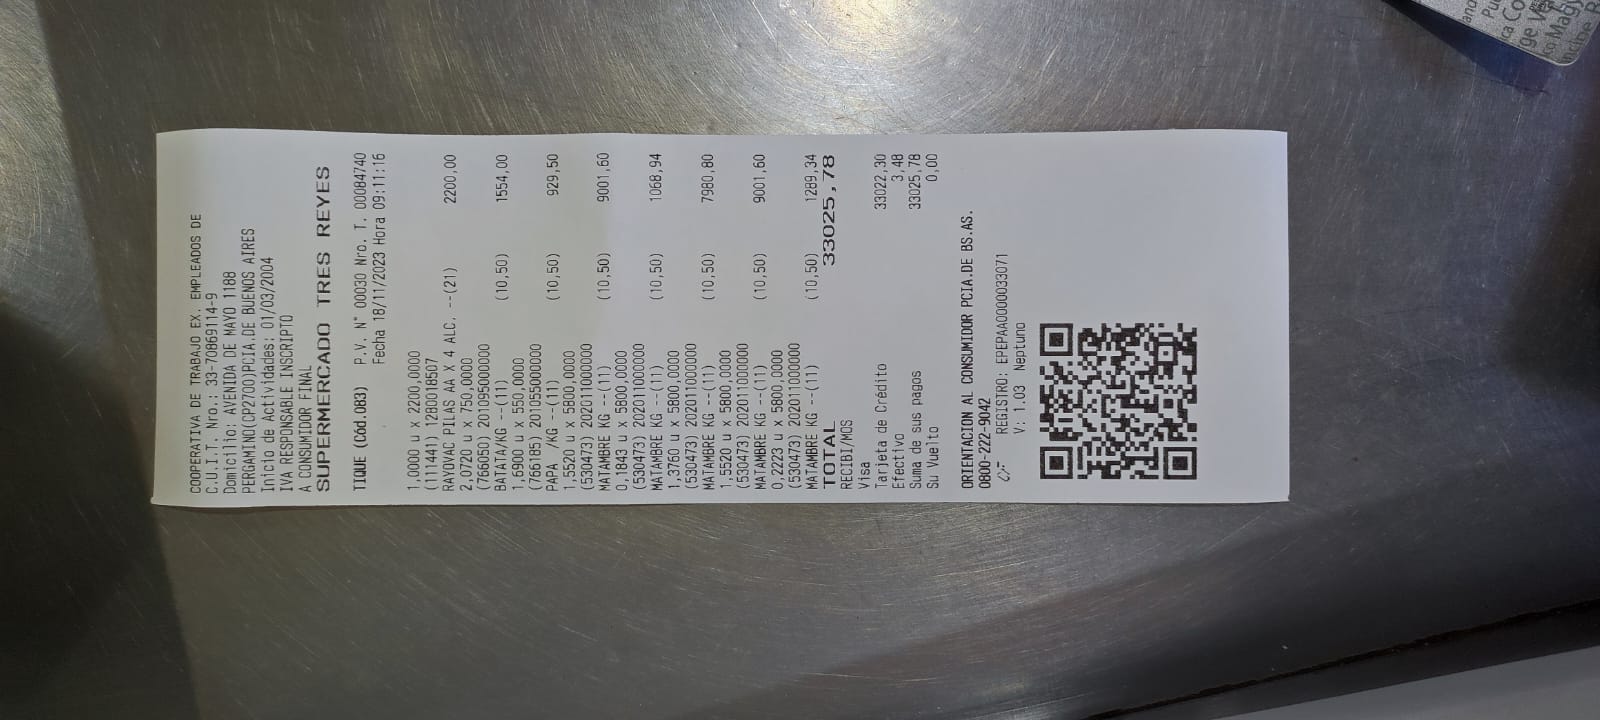 COOPERATIVA DE TRABAJO EX. EMPLEADOS DE
C.U.I.T. Nro.: 33-70869114-9
Domicilio: AVENIDA DE MAYO 1188
PERGAMINO(CP2700)PCIA.DE BUENOS AIRES
Inicio de Actividades: 01/03/2004
IVA RESPONSABLE INSCRIPTO
A CONSUMIDOR FINAL
SUPERMERCADO TRES REYES
TIQUE (Cód.083) P.V. N° 00030 Nro. T. 00084740
Fecha 18/11/2023 Hora 09:11:16
1,0000 u x 2200,0000
(111441) 1280018507
RAYOVAC PILAS AA X 4 ALC. --(21) 2200,00
2,0720 u x 750,0000
(766050) 2010950000000
BATATA/KG --(11) (10,50) 1554,00
1,6900 u x 550,0000
(766185) 2010550000000
PAPA /KG --(11) (10,50) 929,50
1,5520 u x 5800,0000
(530473) 2020110000000
MATAMBRE KG --(11) (10,50) 9001,60
0,1843 u x 5800,0000
(530473) 2020110000000
MATAMBRE KG --(11) (10,50) 1068,94
1,3760 u x 5800,0000
(530473) 2020110000000
MATAMBRE KG --(11) (10,50) 7980,80
1,5520 u x 5800,0000
(530473) 2020110000000
MATAMBRE KG --(11) (10,50) 9001,60
0,2223 u x 5800,0000
(530473) 2020110000000
MATAMBRE KG --(11) (10,50) 1289,34
TOTAL 33025,78
RECIBI/MOS
Visa
Tarjeta de Crédito 33022,30
Efectivo 3,48
Suma de sus pagos 33025,78
Su Vuelto 0,00
ORIENTACION AL CONSUMIDOR PCIA.DE BS.AS.
0800-222-9042
CF REGISTRO: EPEPAA0000033071
V: 1.03 Neptuno